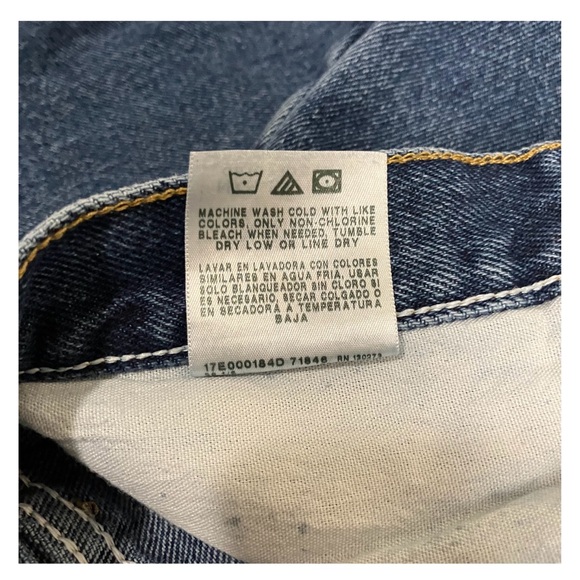 MACHINE WASH COLD WITH LIKE
COLORS, ONLY NON-CHLORINE
BLEACH WHEN NEEDED, TUMBLE
DRY LOW OR LINE DRY
LAVAR EN LAVADORA CON COLORES
SIMILARES EN AGUA FRIA, USAR
SOLO BLANQUEADOR SIN CLORO SI
ES NECESARIO, SECAR COLGADO O
EN SECADORA A TEMPERATURA
BAJA
17E000184D 71846 RN 130273